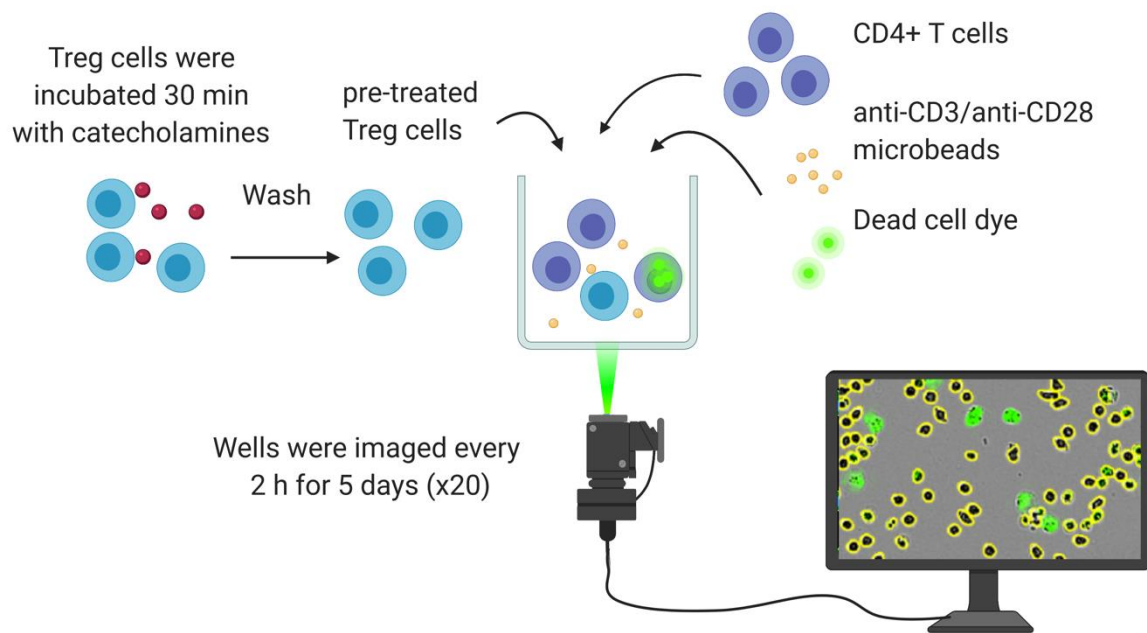 Treg cells were
incubated 30 min
with catecholamines
Wash
pre-treated
Treg cells
CD4+ T cells
anti-CD3/anti-CD28
microbeads
Dead cell dye
Wells were imaged every
2 h for 5 days (x20)